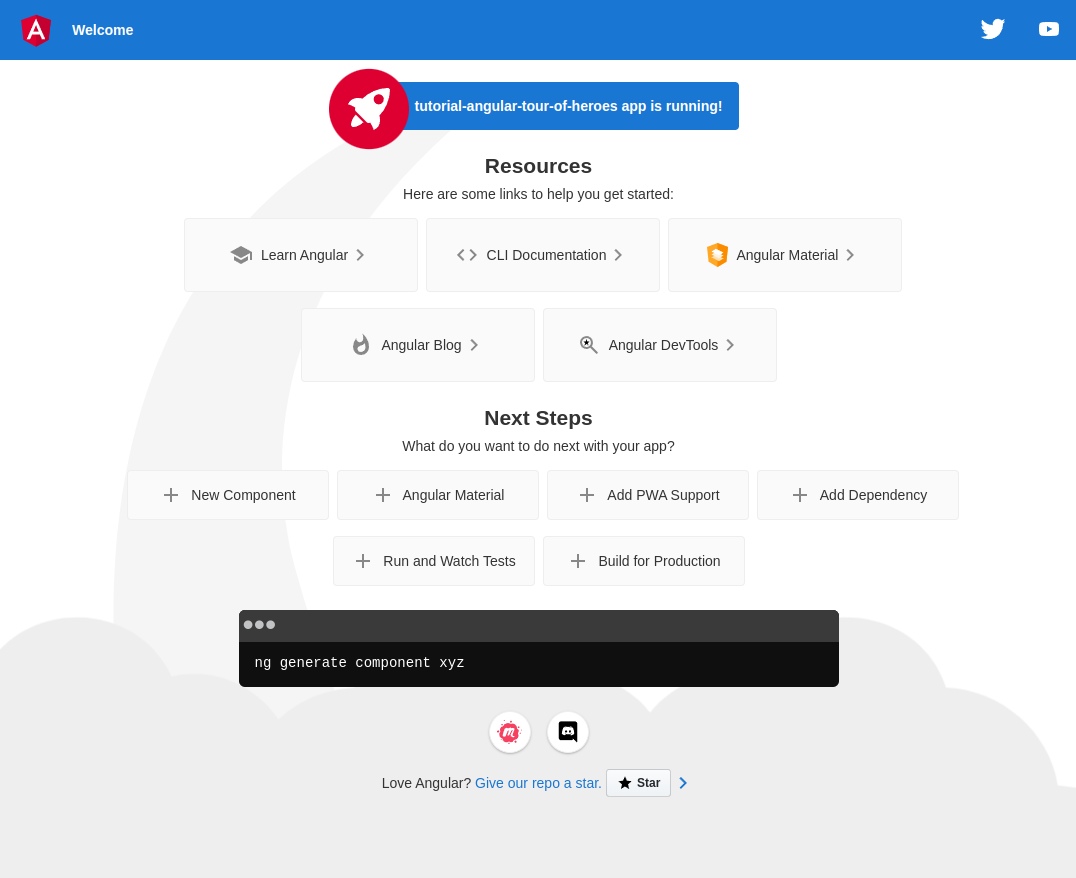 Welcome
tutorial-angular-tour-of-heroes app is running!
Resources
Here are some links to help you get started:
Learn Angular
CLI Documentation
Angular Material
Angular Blog
Angular DevTools
Next Steps
What do you want to do next with your app?
New Component
Angular Material
Add PWA Support
Add Dependency
Run and Watch Tests
Build for Production
ng generate component xyz
Love Angular? Give our repo a star. Star